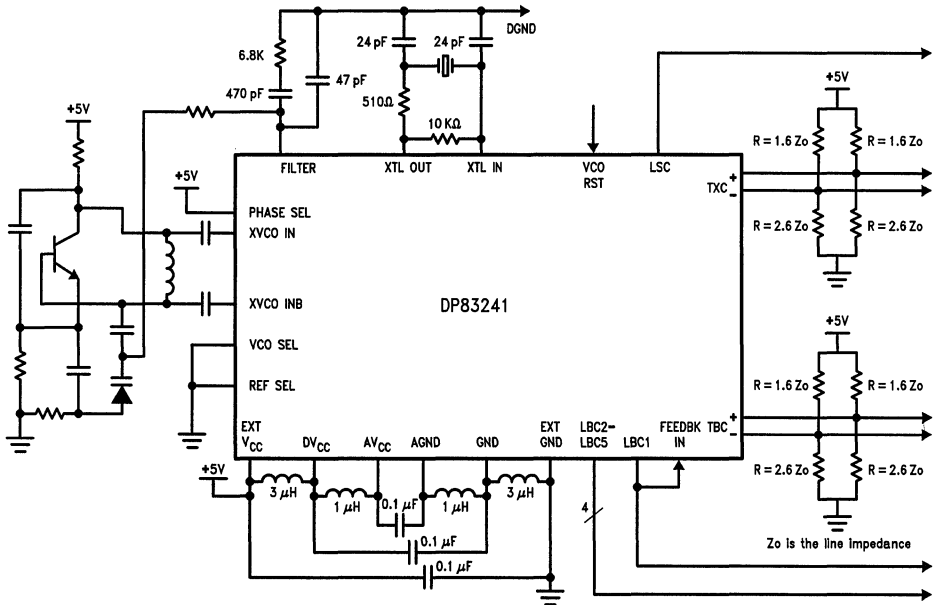 DGND
6.8K
24 pF
24 pF
470 pF
47 pF
510Ω
10 KΩ
+5V
FILTER
XTL OUT
XTL IN
VCO
RST
LSC
+5V
R = 1.6 Zo
R = 1.6 Zo
TXC
+
-
R = 2.6 Zo
R = 2.6 Zo
+5V
PHASE SEL
XVCO IN
XVCO INB
VCO SEL
REF SEL
DP83241
+5V
R = 1.6 Zo
R = 1.6 Zo
TBC
+
-
R = 2.6 Zo
R = 2.6 Zo
EXT
VCC
DVCC
AVCC
AGND
GND
EXT
GND
LBC2-
LBC5
LBC1
FEEDBK
IN
+5V
3 μH
1 μH
0.1 μF
1 μH
3 μH
0.1 μF
0.1 μF
4
Zo is the line impedance